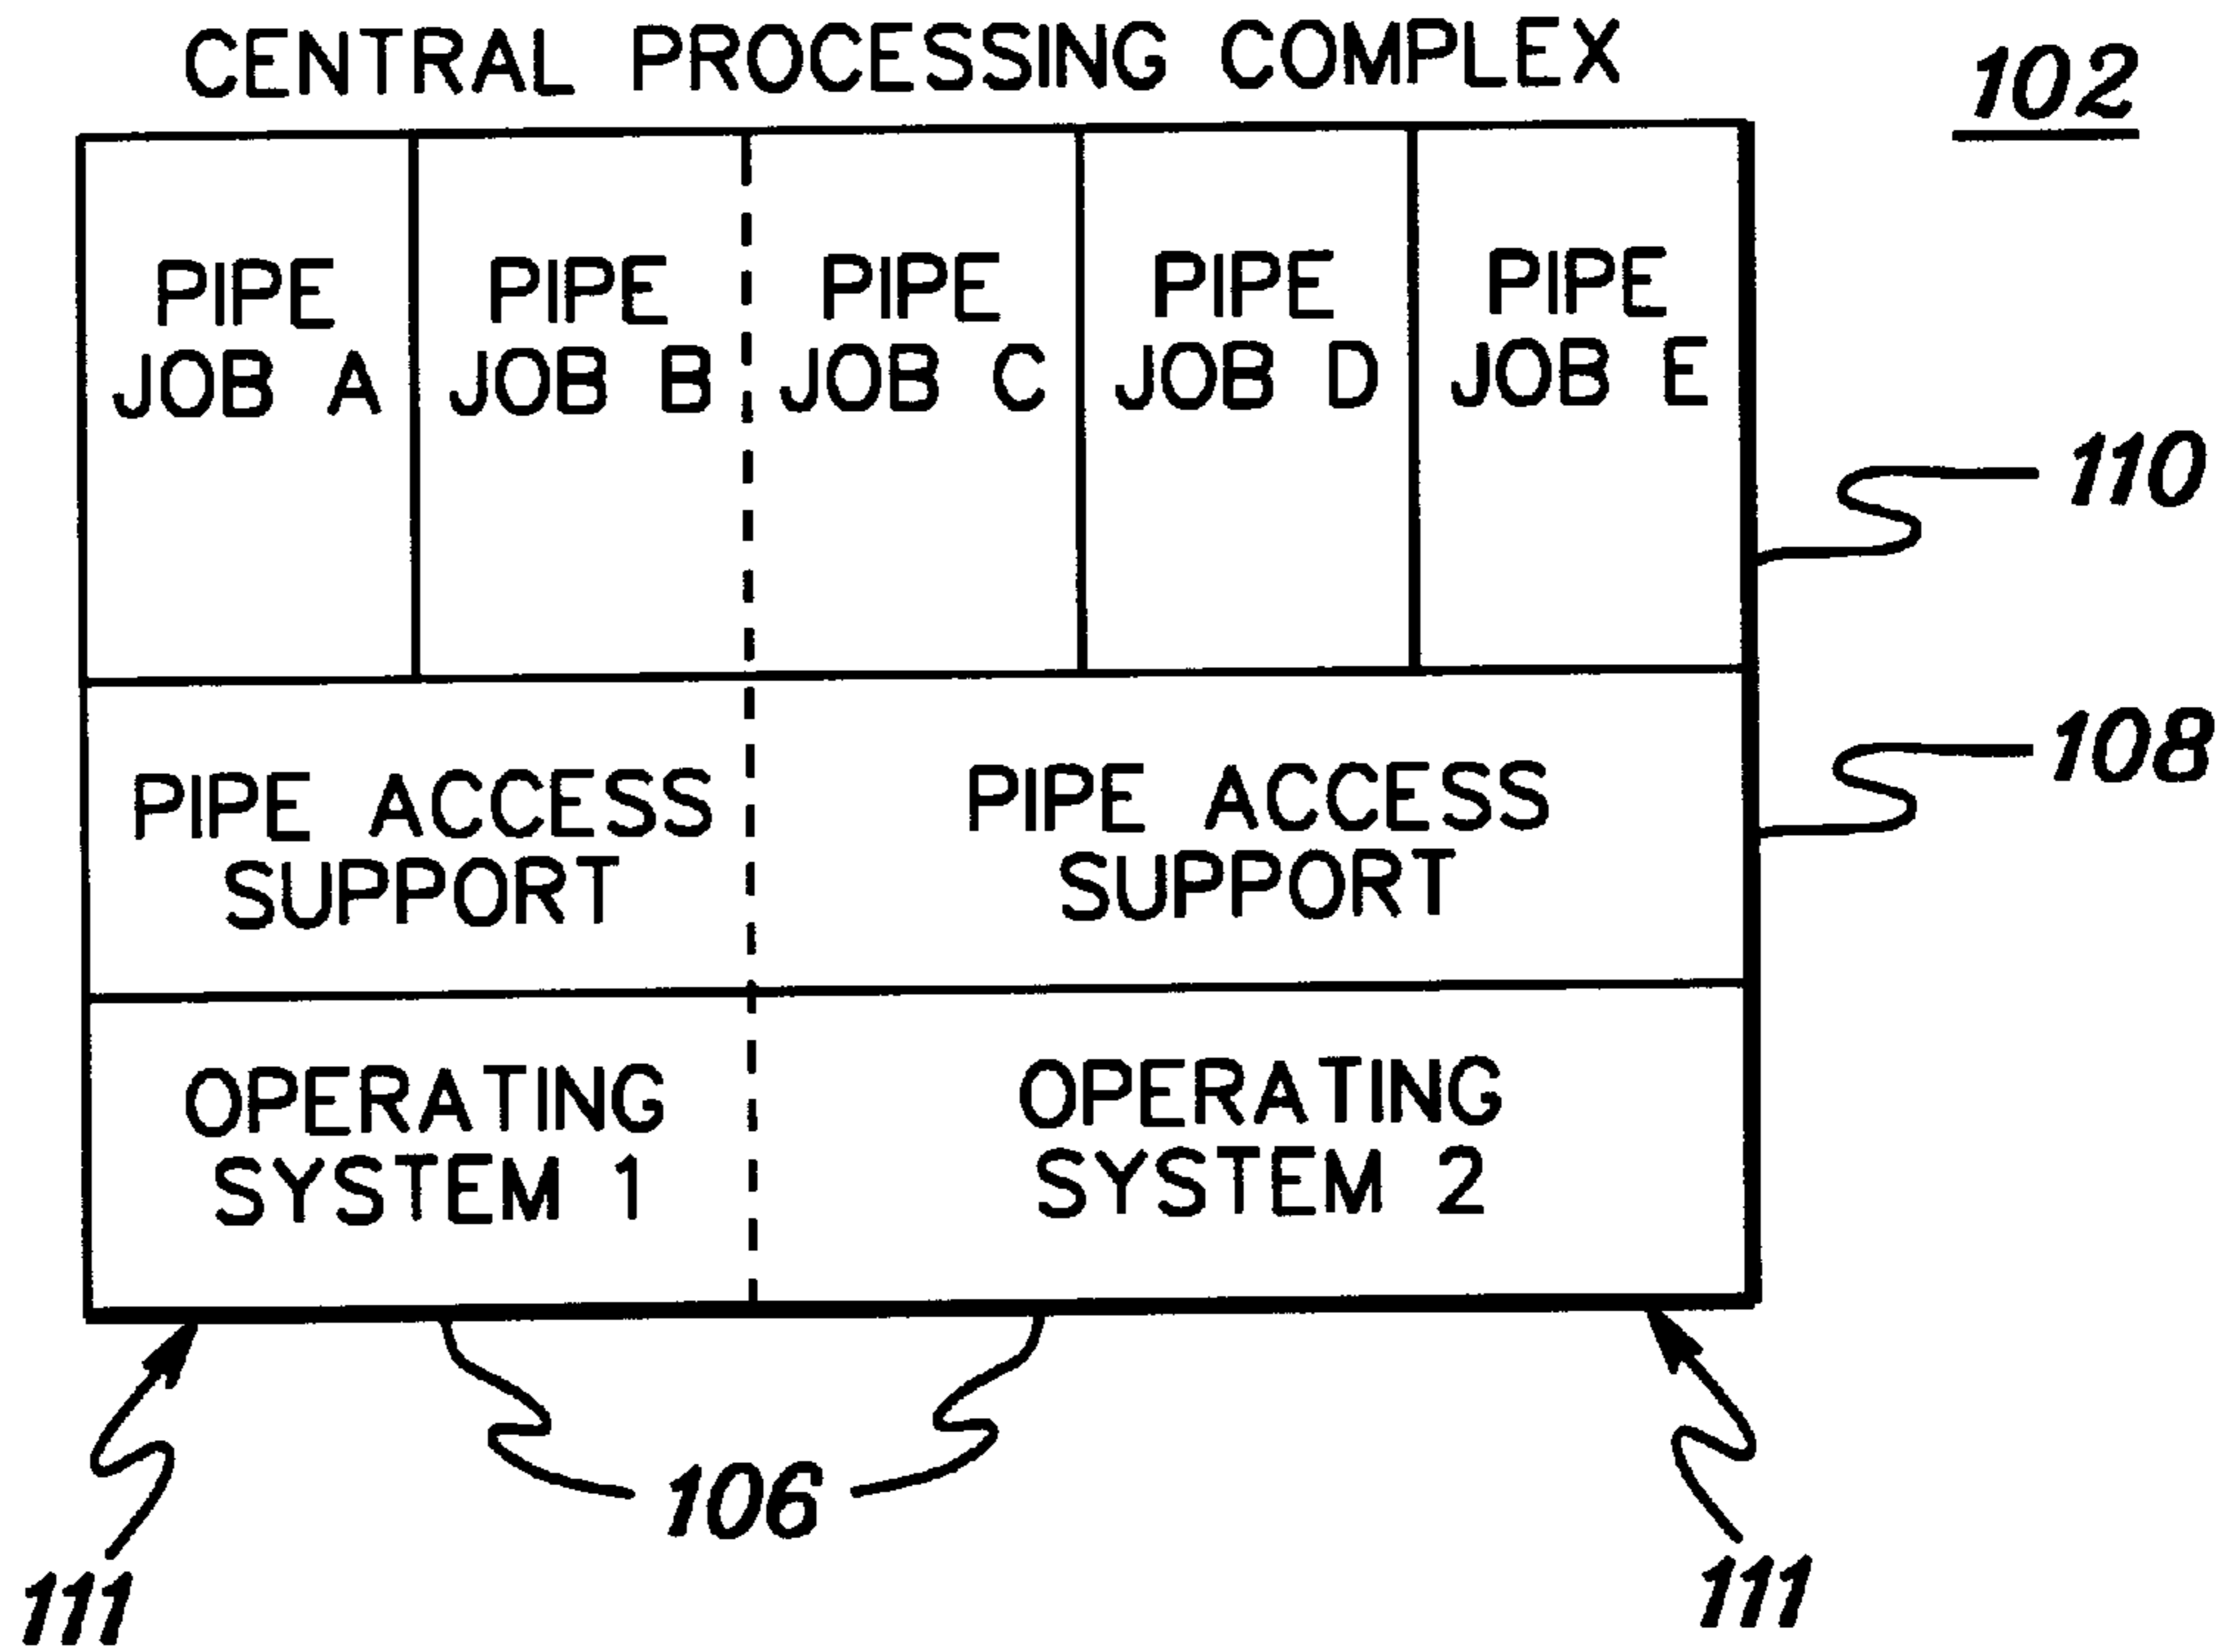 CENTRAL PROCESSING COMPLEX
102
PIPE
JOB A
PIPE
JOB B
PIPE
JOB C
PIPE
JOB D
PIPE
JOB E
110
PIPE ACCESS
SUPPORT
PIPE ACCESS
SUPPORT
108
OPERATING
SYSTEM 1
OPERATING
SYSTEM 2
106
111
111